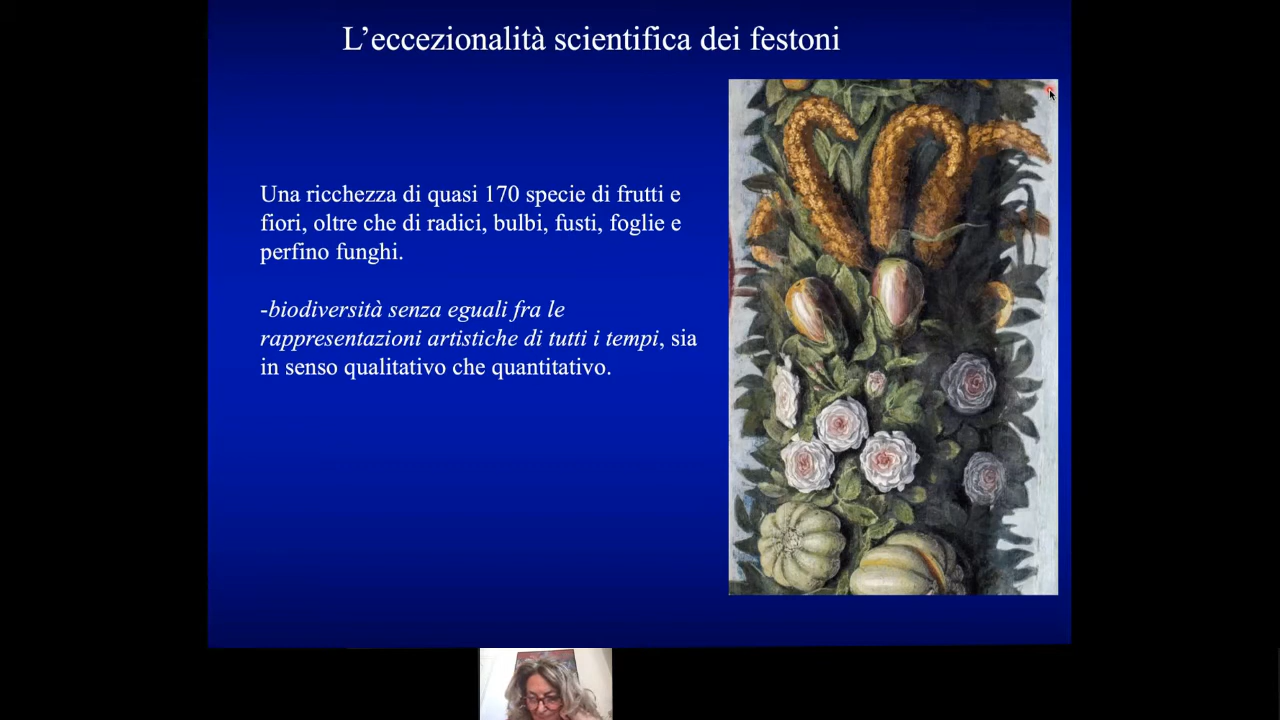 L’eccezionalità scientifica dei festoni
Una ricchezza di quasi 170 specie di frutti e
fiori, oltre che di radici, bulbi, fusti, foglie e
perfino funghi.
-biodiversità senza eguali fra le
rappresentazioni artistiche di tutti i tempi, sia
in senso qualitativo che quantitativo.